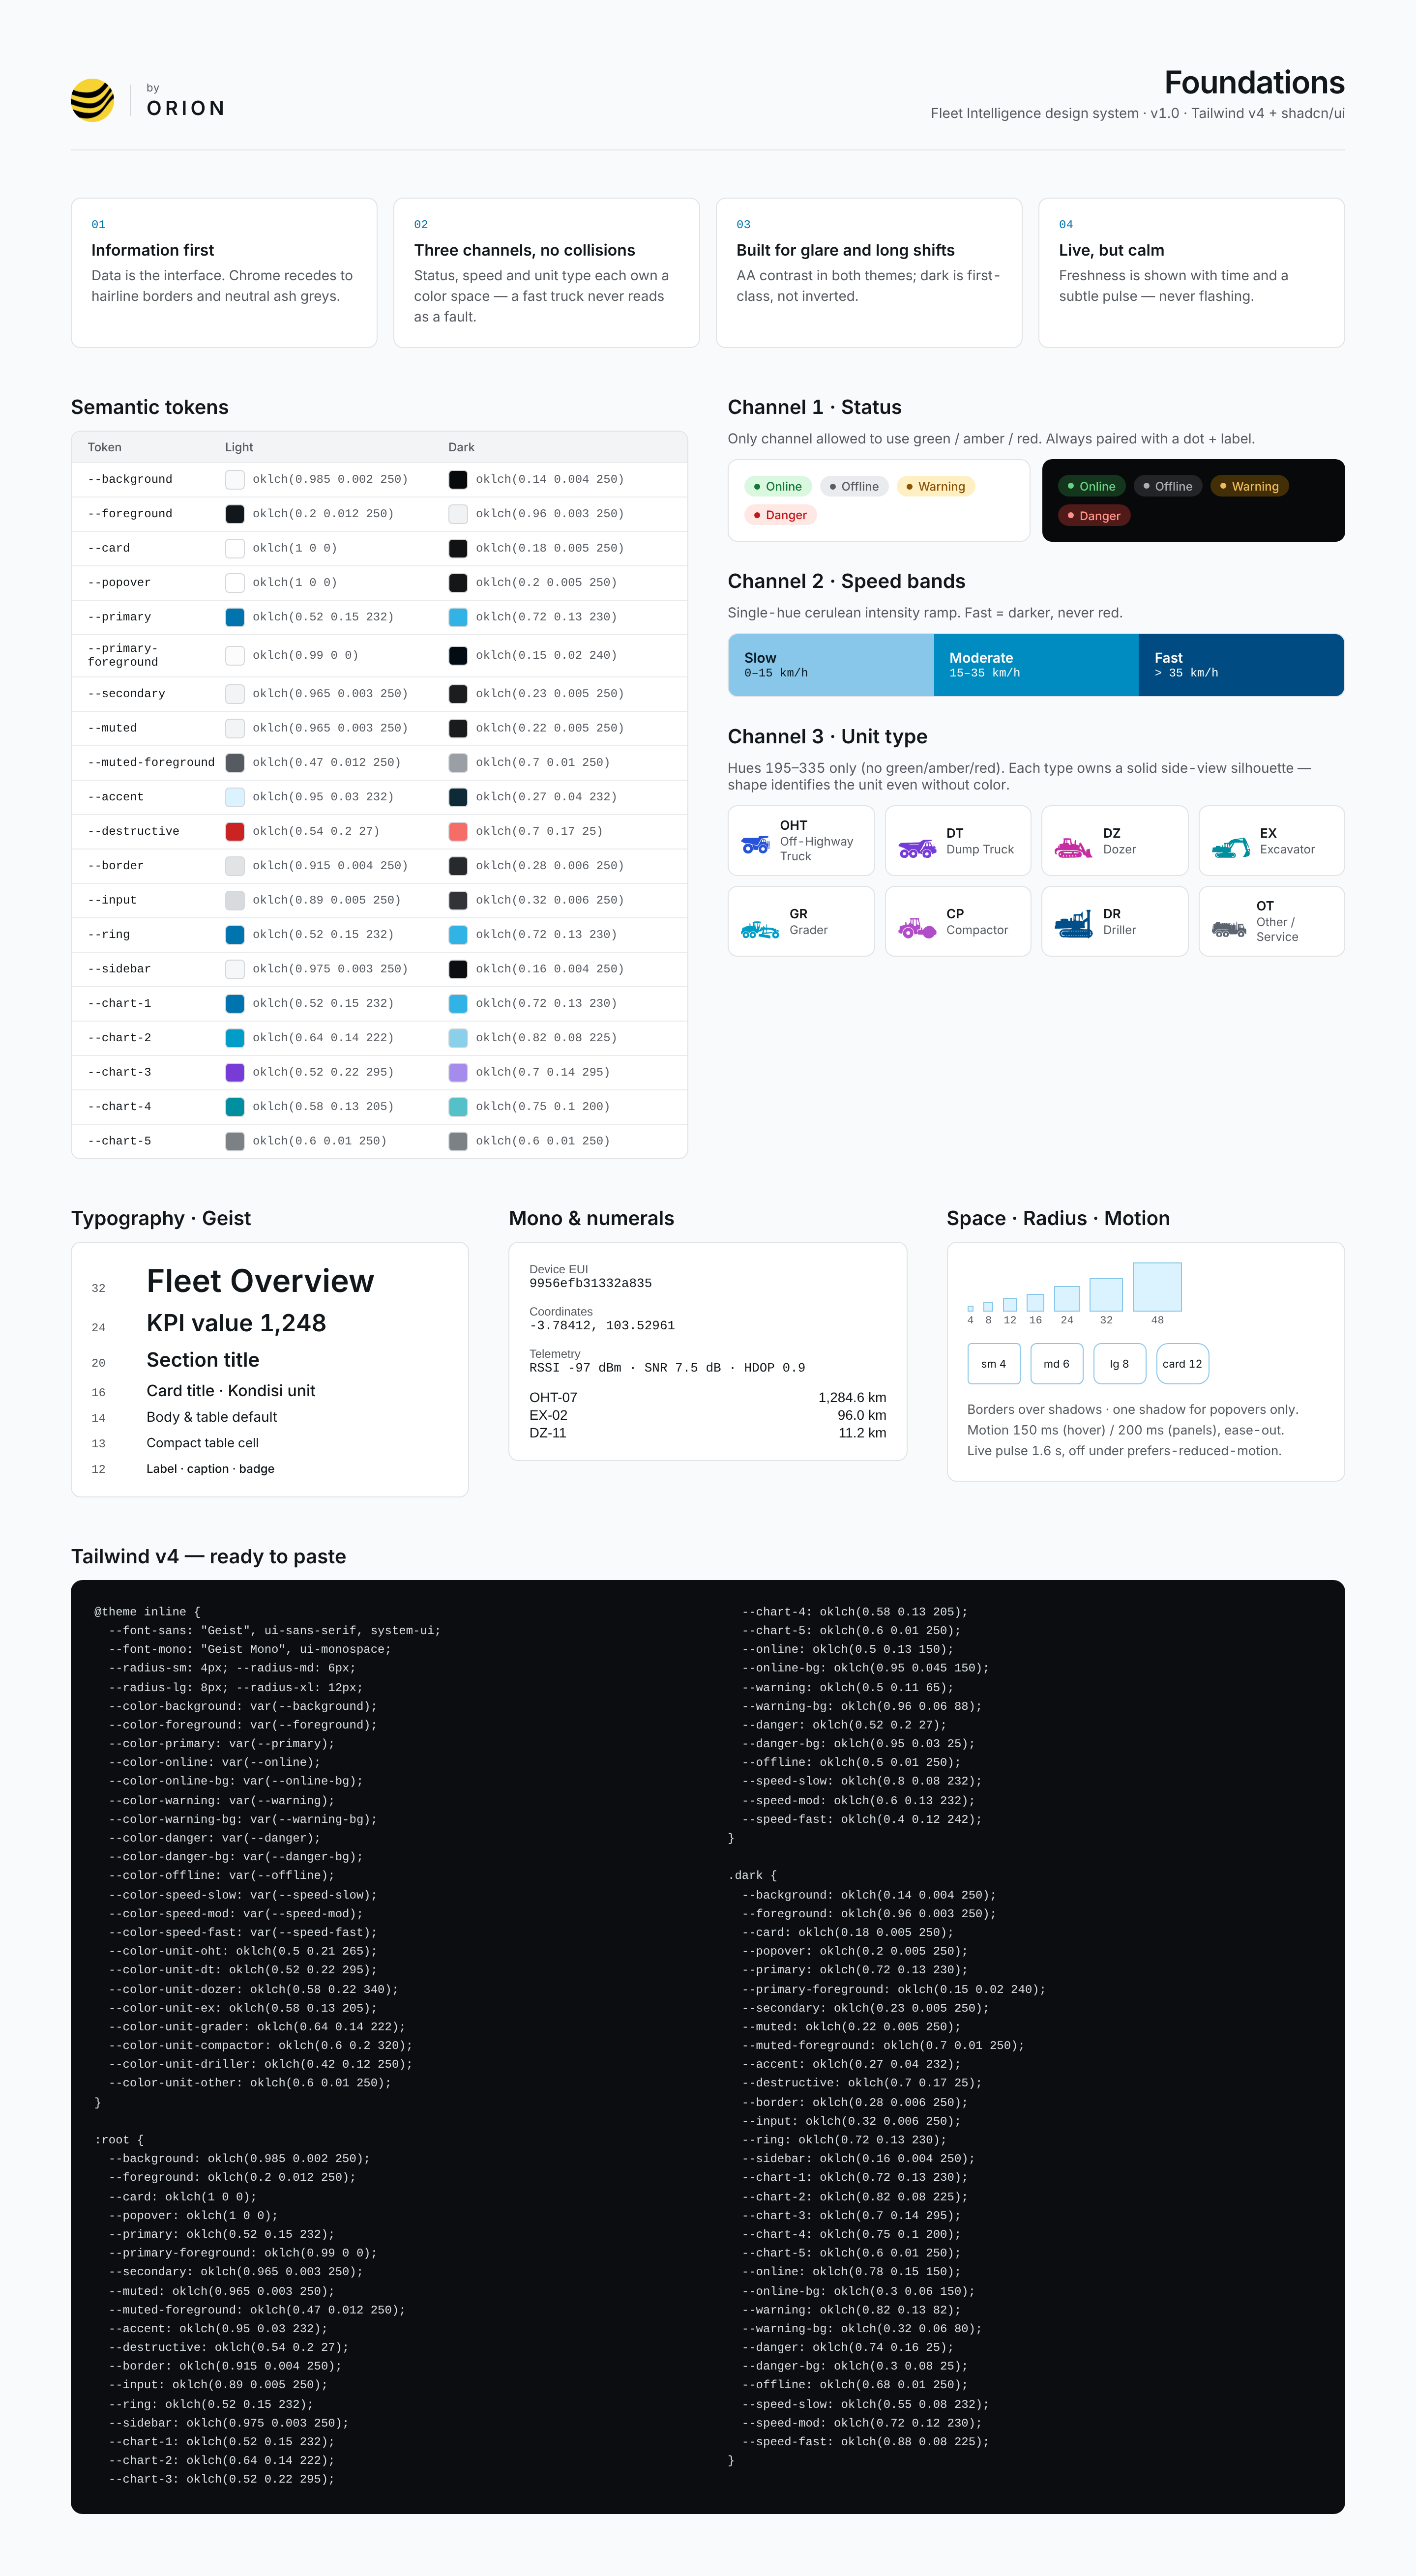 by
ORION
Foundations
Fleet Intelligence design system · v1.0 · Tailwind v4 + shadcn/ui
01
Information first
Data is the interface. Chrome recedes to
hairline borders and neutral ash greys.
02
Three channels, no collisions
Status, speed and unit type each own a
color space — a fast truck never reads
as a fault.
03
Built for glare and long shifts
AA contrast in both themes; dark is first-
class, not inverted.
04
Live, but calm
Freshness is shown with time and a
subtle pulse — never flashing.
Semantic tokens
Token Light Dark
--background oklch(0.985 0.002 250) oklch(0.14 0.004 250)
--foreground oklch(0.2 0.012 250) oklch(0.96 0.003 250)
--card oklch(1 0 0) oklch(0.18 0.005 250)
--popover oklch(1 0 0) oklch(0.2 0.005 250)
--primary oklch(0.52 0.15 232) oklch(0.72 0.13 230)
--primary-
foreground oklch(0.99 0 0) oklch(0.15 0.02 240)
--secondary oklch(0.965 0.003 250) oklch(0.23 0.005 250)
--muted oklch(0.965 0.003 250) oklch(0.22 0.005 250)
--muted-foreground oklch(0.47 0.012 250) oklch(0.7 0.01 250)
--accent oklch(0.95 0.03 232) oklch(0.27 0.04 232)
--destructive oklch(0.54 0.2 27) oklch(0.7 0.17 25)
--border oklch(0.915 0.004 250) oklch(0.28 0.006 250)
--input oklch(0.89 0.005 250) oklch(0.32 0.006 250)
--ring oklch(0.52 0.15 232) oklch(0.72 0.13 230)
--sidebar oklch(0.975 0.003 250) oklch(0.16 0.004 250)
--chart-1 oklch(0.52 0.15 232) oklch(0.72 0.13 230)
--chart-2 oklch(0.64 0.14 222) oklch(0.82 0.08 225)
--chart-3 oklch(0.52 0.22 295) oklch(0.7 0.14 295)
--chart-4 oklch(0.58 0.13 205) oklch(0.75 0.1 200)
--chart-5 oklch(0.6 0.01 250) oklch(0.6 0.01 250)
Channel 1 · Status
Only channel allowed to use green / amber / red. Always paired with a dot + label.
Online Offline Warning
Danger
Online Offline Warning
Danger
Channel 2 · Speed bands
Single-hue cerulean intensity ramp. Fast = darker, never red.
Slow
0–15 km/h
Moderate
15–35 km/h
Fast
> 35 km/h
Channel 3 · Unit type
Hues 195–335 only (no green/amber/red). Each type owns a solid side-view silhouette —
shape identifies the unit even without color.
OHT
Off-Highway
Truck
DT
Dump Truck
DZ
Dozer
EX
Excavator
GR
Grader
CP
Compactor
DR
Driller
OT
Other /
Service
Typography · Geist
32 Fleet Overview
24 KPI value 1,248
20 Section title
16 Card title · Kondisi unit
14 Body & table default
13 Compact table cell
12 Label · caption · badge
Mono & numerals
Device EUI
9956efb31332a835
Coordinates
-3.78412, 103.52961
Telemetry
RSSI -97 dBm · SNR 7.5 dB · HDOP 0.9
OHT-07 1,284.6 km
EX-02 96.0 km
DZ-11 11.2 km
Space · Radius · Motion
4 8 12 16 24 32 48
sm 4 md 6 lg 8 card 12
Borders over shadows · one shadow for popovers only.
Motion 150 ms (hover) / 200 ms (panels), ease-out.
Live pulse 1.6 s, off under prefers-reduced-motion.
Tailwind v4 — ready to paste
@theme inline {
--font-sans: "Geist", ui-sans-serif, system-ui;
--font-mono: "Geist Mono", ui-monospace;
--radius-sm: 4px; --radius-md: 6px;
--radius-lg: 8px; --radius-xl: 12px;
--color-background: var(--background);
--color-foreground: var(--foreground);
--color-primary: var(--primary);
--color-online: var(--online);
--color-online-bg: var(--online-bg);
--color-warning: var(--warning);
--color-warning-bg: var(--warning-bg);
--color-danger: var(--danger);
--color-danger-bg: var(--danger-bg);
--color-offline: var(--offline);
--color-speed-slow: var(--speed-slow);
--color-speed-mod: var(--speed-mod);
--color-speed-fast: var(--speed-fast);
--color-unit-oht: oklch(0.5 0.21 265);
--color-unit-dt: oklch(0.52 0.22 295);
--color-unit-dozer: oklch(0.58 0.22 340);
--color-unit-ex: oklch(0.58 0.13 205);
--color-unit-grader: oklch(0.64 0.14 222);
--color-unit-compactor: oklch(0.6 0.2 320);
--color-unit-driller: oklch(0.42 0.12 250);
--color-unit-other: oklch(0.6 0.01 250);
}
:root {
--background: oklch(0.985 0.002 250);
--foreground: oklch(0.2 0.012 250);
--card: oklch(1 0 0);
--popover: oklch(1 0 0);
--primary: oklch(0.52 0.15 232);
--primary-foreground: oklch(0.99 0 0);
--secondary: oklch(0.965 0.003 250);
--muted: oklch(0.965 0.003 250);
--muted-foreground: oklch(0.47 0.012 250);
--accent: oklch(0.95 0.03 232);
--destructive: oklch(0.54 0.2 27);
--border: oklch(0.915 0.004 250);
--input: oklch(0.89 0.005 250);
--ring: oklch(0.52 0.15 232);
--sidebar: oklch(0.975 0.003 250);
--chart-1: oklch(0.52 0.15 232);
--chart-2: oklch(0.64 0.14 222);
--chart-3: oklch(0.52 0.22 295);
--chart-4: oklch(0.58 0.13 205);
--chart-5: oklch(0.6 0.01 250);
--online: oklch(0.5 0.13 150);
--online-bg: oklch(0.95 0.045 150);
--warning: oklch(0.5 0.11 65);
--warning-bg: oklch(0.96 0.06 88);
--danger: oklch(0.52 0.2 27);
--danger-bg: oklch(0.95 0.03 25);
--offline: oklch(0.5 0.01 250);
--speed-slow: oklch(0.8 0.08 232);
--speed-mod: oklch(0.6 0.13 232);
--speed-fast: oklch(0.4 0.12 242);
}
.dark {
--background: oklch(0.14 0.004 250);
--foreground: oklch(0.96 0.003 250);
--card: oklch(0.18 0.005 250);
--popover: oklch(0.2 0.005 250);
--primary: oklch(0.72 0.13 230);
--primary-foreground: oklch(0.15 0.02 240);
--secondary: oklch(0.23 0.005 250);
--muted: oklch(0.22 0.005 250);
--muted-foreground: oklch(0.7 0.01 250);
--accent: oklch(0.27 0.04 232);
--destructive: oklch(0.7 0.17 25);
--border: oklch(0.28 0.006 250);
--input: oklch(0.32 0.006 250);
--ring: oklch(0.72 0.13 230);
--sidebar: oklch(0.16 0.004 250);
--chart-1: oklch(0.72 0.13 230);
--chart-2: oklch(0.82 0.08 225);
--chart-3: oklch(0.7 0.14 295);
--chart-4: oklch(0.75 0.1 200);
--chart-5: oklch(0.6 0.01 250);
--online: oklch(0.78 0.15 150);
--online-bg: oklch(0.3 0.06 150);
--warning: oklch(0.82 0.13 82);
--warning-bg: oklch(0.32 0.06 80);
--danger: oklch(0.74 0.16 25);
--danger-bg: oklch(0.3 0.08 25);
--offline: oklch(0.68 0.01 250);
--speed-slow: oklch(0.55 0.08 232);
--speed-mod: oklch(0.72 0.12 230);
--speed-fast: oklch(0.88 0.08 225);
}